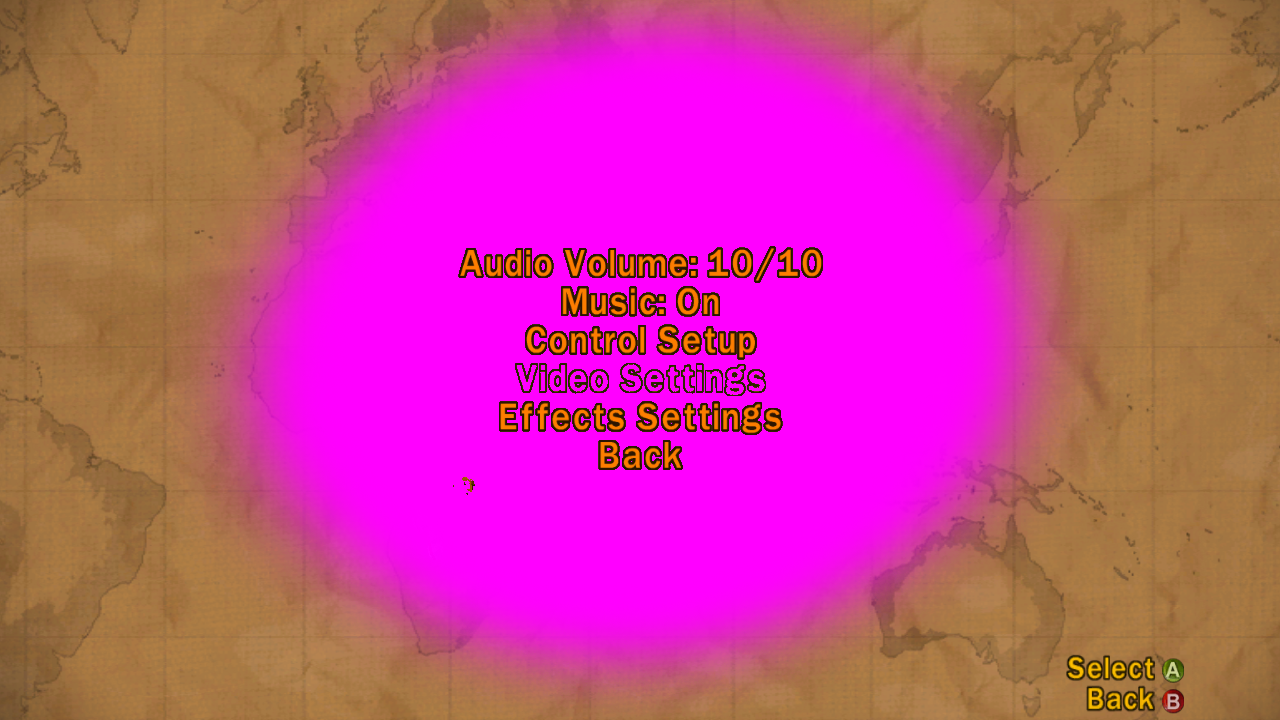 Audio Volume: 10/10
Music: On
Control Setup
Video Settings
Effects Settings
Back
Select A
Back B